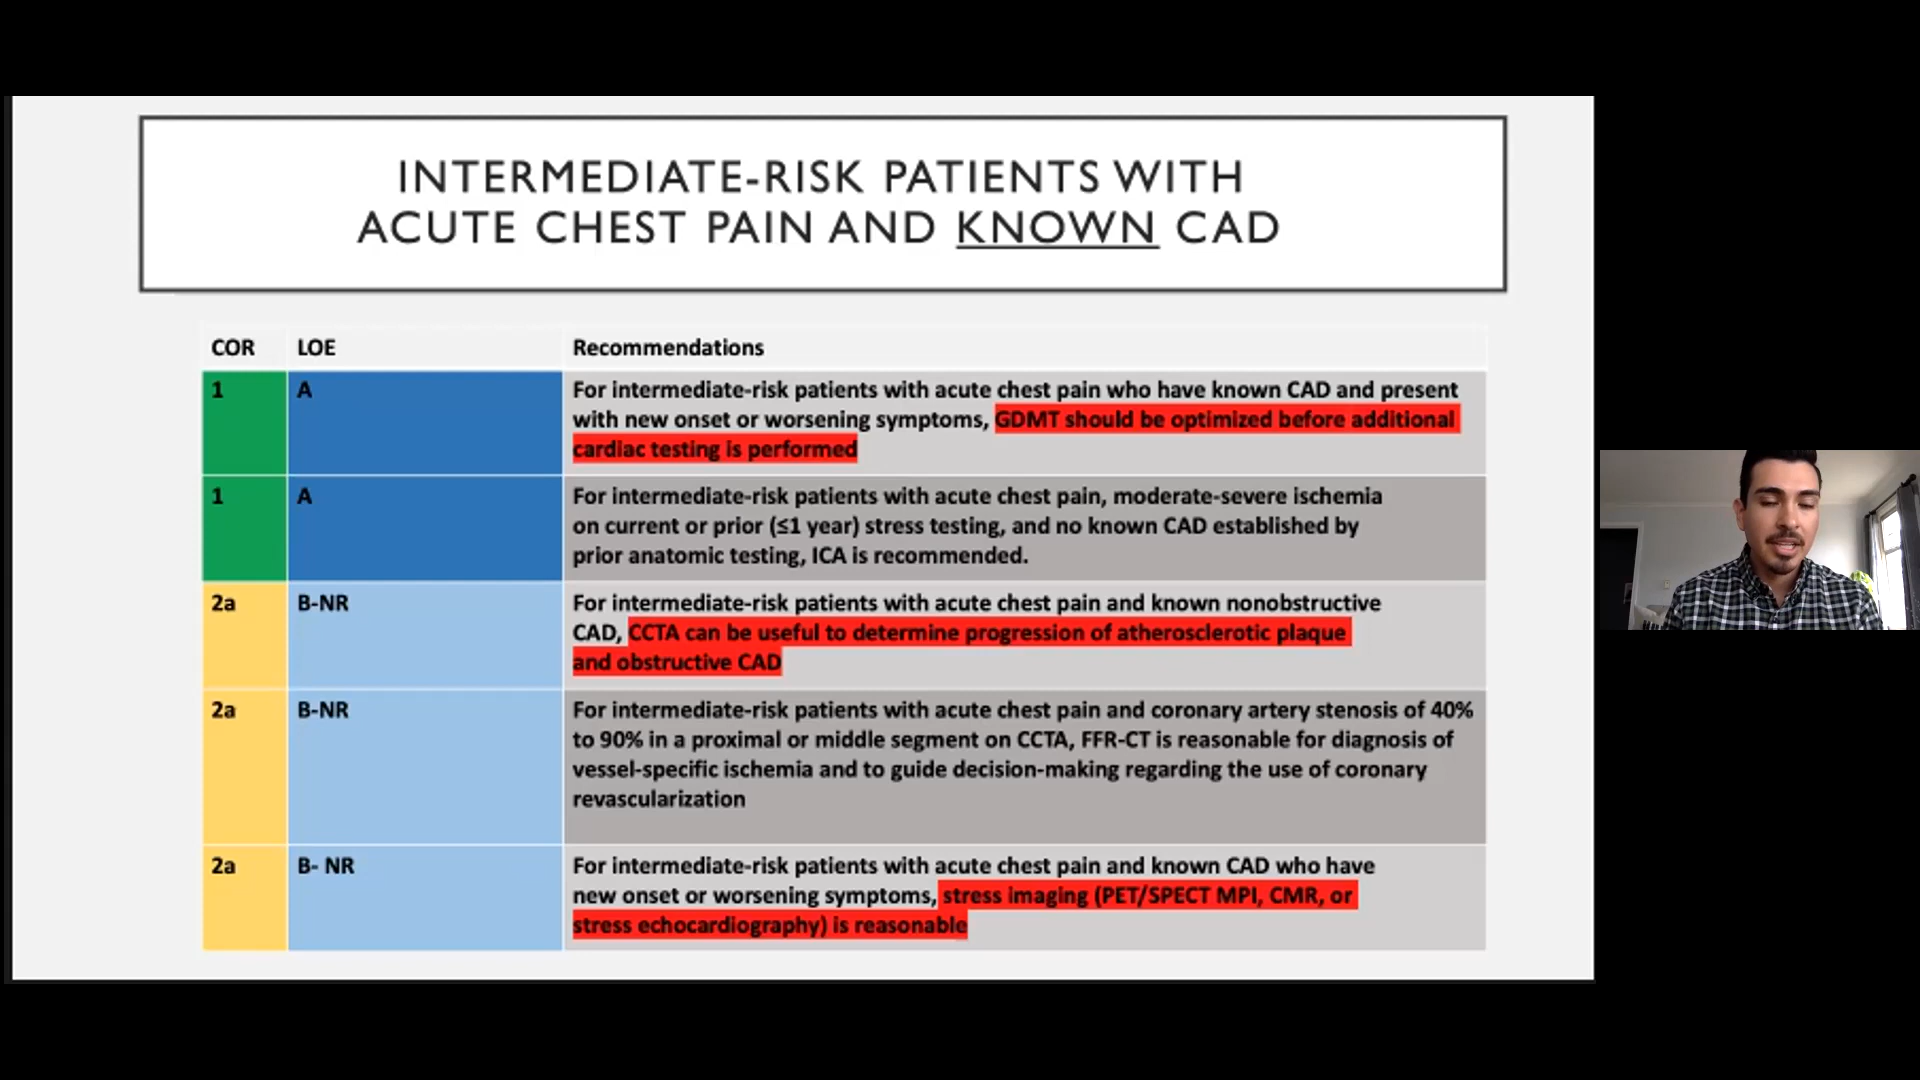 INTERMEDIATE-RISK PATIENTS WITH
ACUTE CHEST PAIN AND KNOWN CAD
COR LOE Recommendations
1 A For intermediate-risk patients with acute chest pain who have known CAD and present
with new onset or worsening symptoms, GDMT should be optimized before additional
cardiac testing is performed
1 A For intermediate-risk patients with acute chest pain, moderate-severe ischemia
on current or prior (≤1 year) stress testing, and no known CAD established by
prior anatomic testing, ICA is recommended.
2a B-NR For intermediate-risk patients with acute chest pain and known nonobstructive
CAD, CCTA can be useful to determine progression of atherosclerotic plaque
and obstructive CAD
2a B-NR For intermediate-risk patients with acute chest pain and coronary artery stenosis of 40%
to 90% in a proximal or middle segment on CCTA, FFR-CT is reasonable for diagnosis of
vessel-specific ischemia and to guide decision-making regarding the use of coronary
revascularization
2a B- NR For intermediate-risk patients with acute chest pain and known CAD who have
new onset or worsening symptoms, stress imaging (PET/SPECT MPI, CMR, or
stress echocardiography) is reasonable